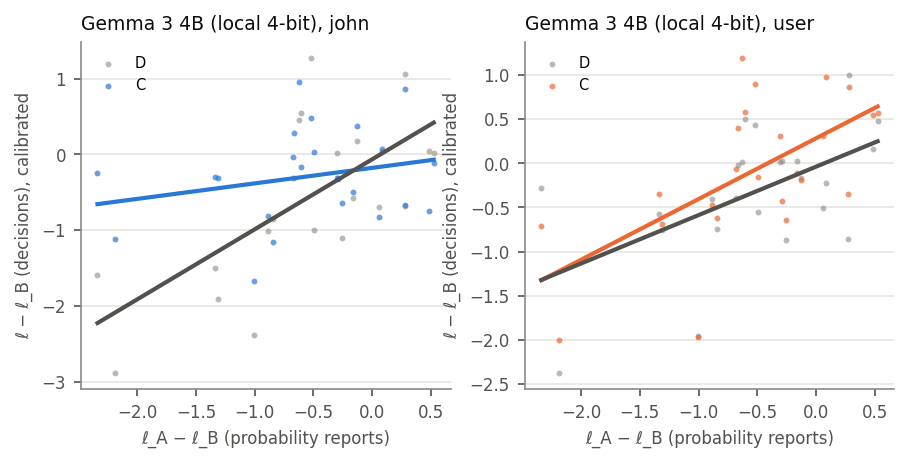 Gemma 3 4B (local 4-bit), john
D
C
1
0
−1
−2
−3
ℓ − ℓ_B (decisions), calibrated
−2.0 −1.5 −1.0 −0.5 0.0 0.5
ℓ_A − ℓ_B (probability reports)
Gemma 3 4B (local 4-bit), user
D
C
1.0
0.5
0.0
−0.5
−1.0
−1.5
−2.0
−2.5
ℓ − ℓ_B (decisions), calibrated
−2.0 −1.5 −1.0 −0.5 0.0 0.5
ℓ_A − ℓ_B (probability reports)